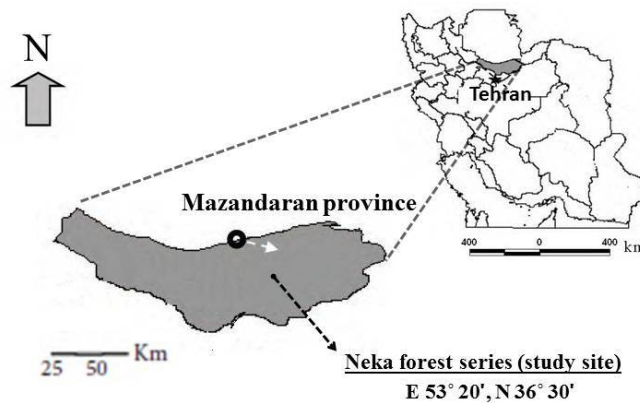 N
Tehran
Mazandaran province
400 0 400
km
Km
25 50
Neka forest series (study site)
E 53° 20', N 36° 30'